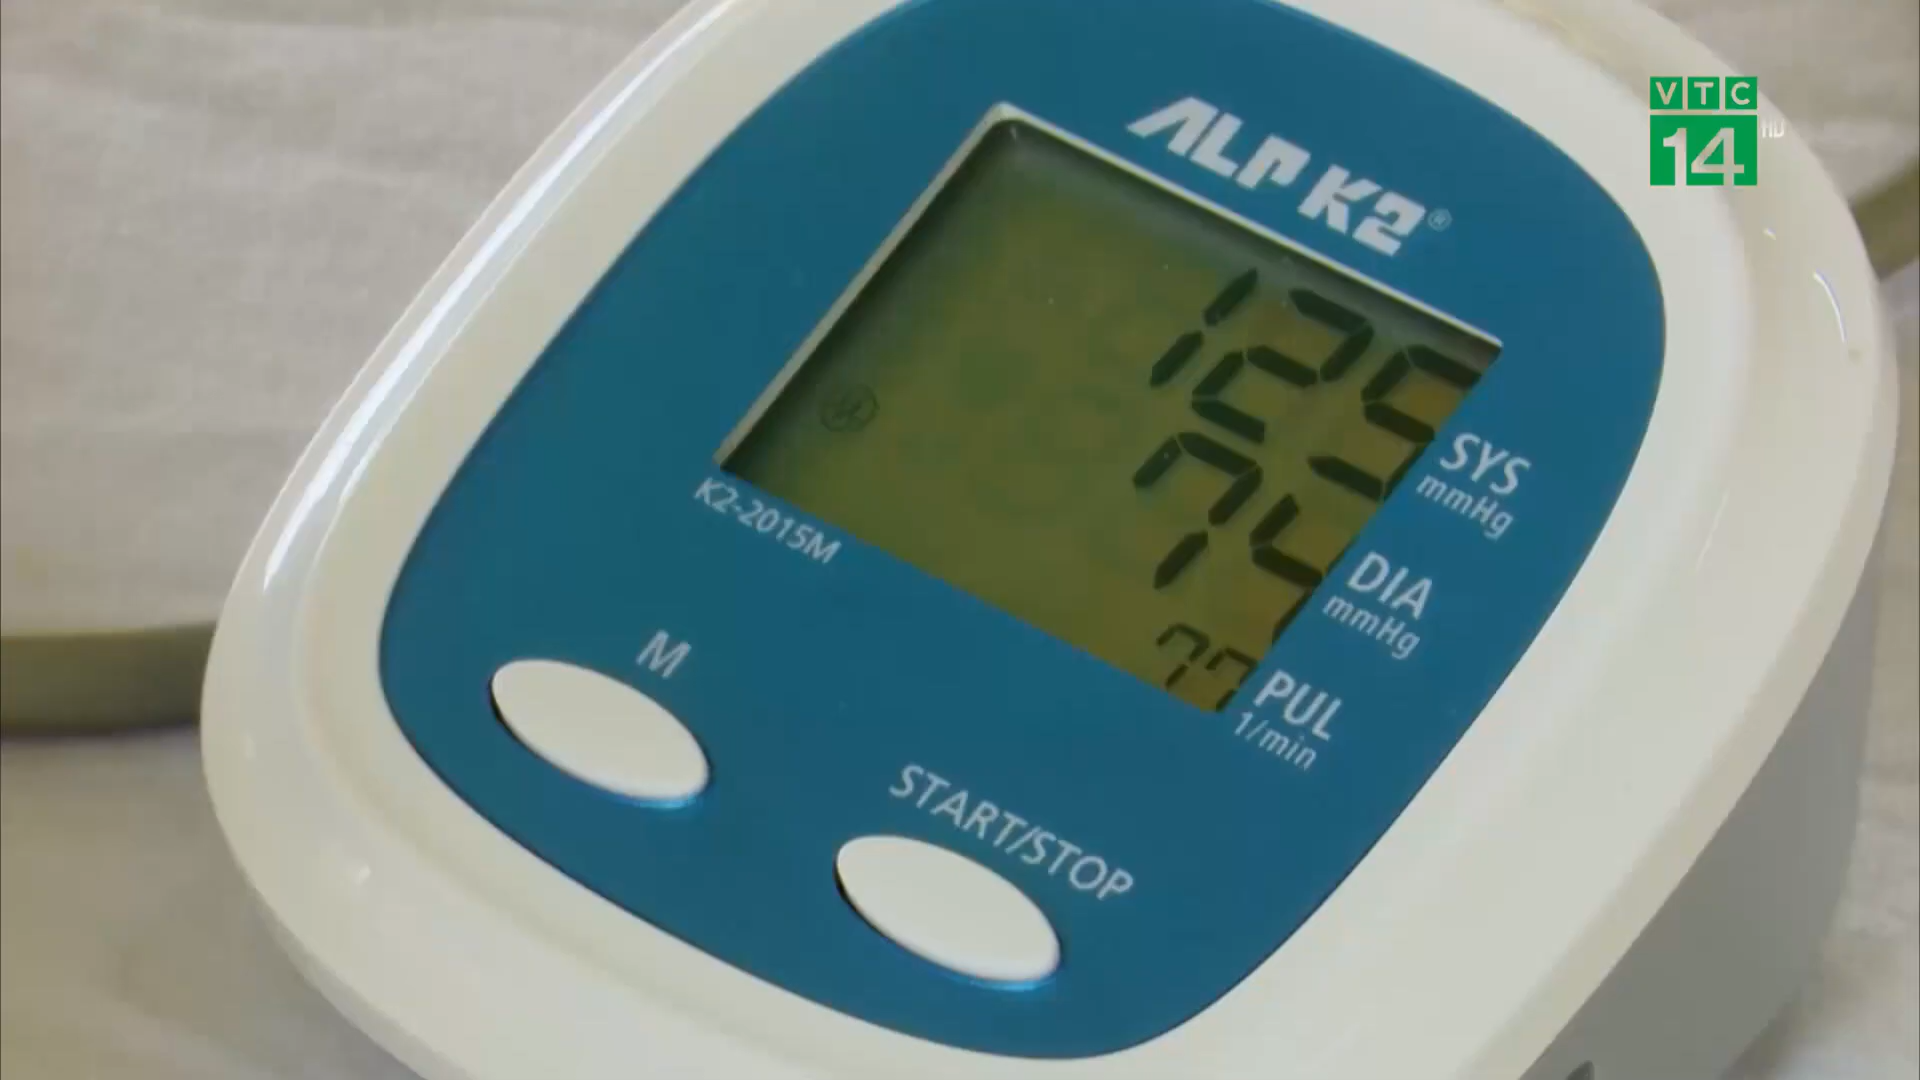 VTC
14 HD
ALP K2®
125
SYS
mmHg
74
DIA
mmHg
77
PUL
1/min
K2-2015M
M
START/STOP